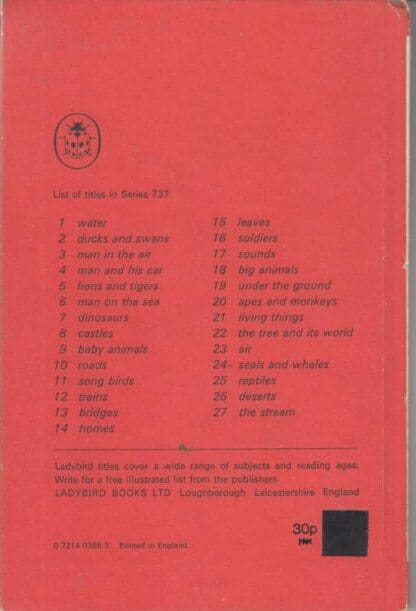 List of titles in Series 737
1 water
2 ducks and swans
3 man in the air
4 man and his car
5 lions and tigers
6 man on the sea
7 dinosaurs
8 castles
9 baby animals
10 roads
11 song birds
12 trains
13 bridges
14 homes
15 leaves
16 soldiers
17 sounds
18 big animals
19 under the ground
20 apes and monkeys
21 living things
22 the tree and its world
23 air
24 seals and whales
25 reptiles
26 deserts
27 the stream
Ladybird titles cover a wide range of subjects and reading ages.
Write for a free illustrated list from the publishers
LADYBIRD BOOKS LTD Loughborough Leicestershire England
30p
Net
0 7214 0388 3 Printed in England